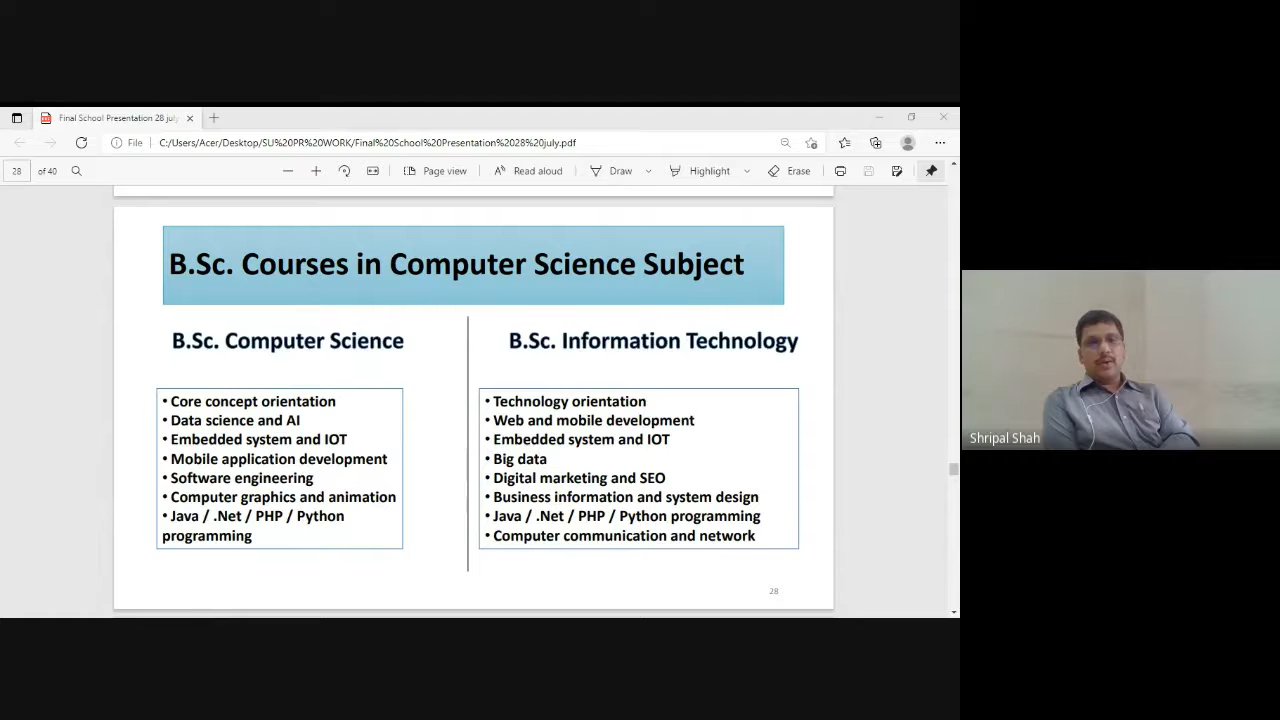 Final School Presentation 28 july
File
C:/Users/Acer/Desktop/SU%20PR%20WORK/Final%20School%20Presentation%2028%20july.pdf
28 of 40
Page view
Read aloud
Draw
Highlight
Erase
B.Sc. Courses in Computer Science Subject
B.Sc. Computer Science
• Core concept orientation
• Data science and AI
• Embedded system and IOT
• Mobile application development
• Software engineering
• Computer graphics and animation
• Java / .Net / PHP / Python
programming
B.Sc. Information Technology
• Technology orientation
• Web and mobile development
• Embedded system and IOT
• Big data
• Digital marketing and SEO
• Business information and system design
• Java / .Net / PHP / Python programming
• Computer communication and network
28
Shripal Shah